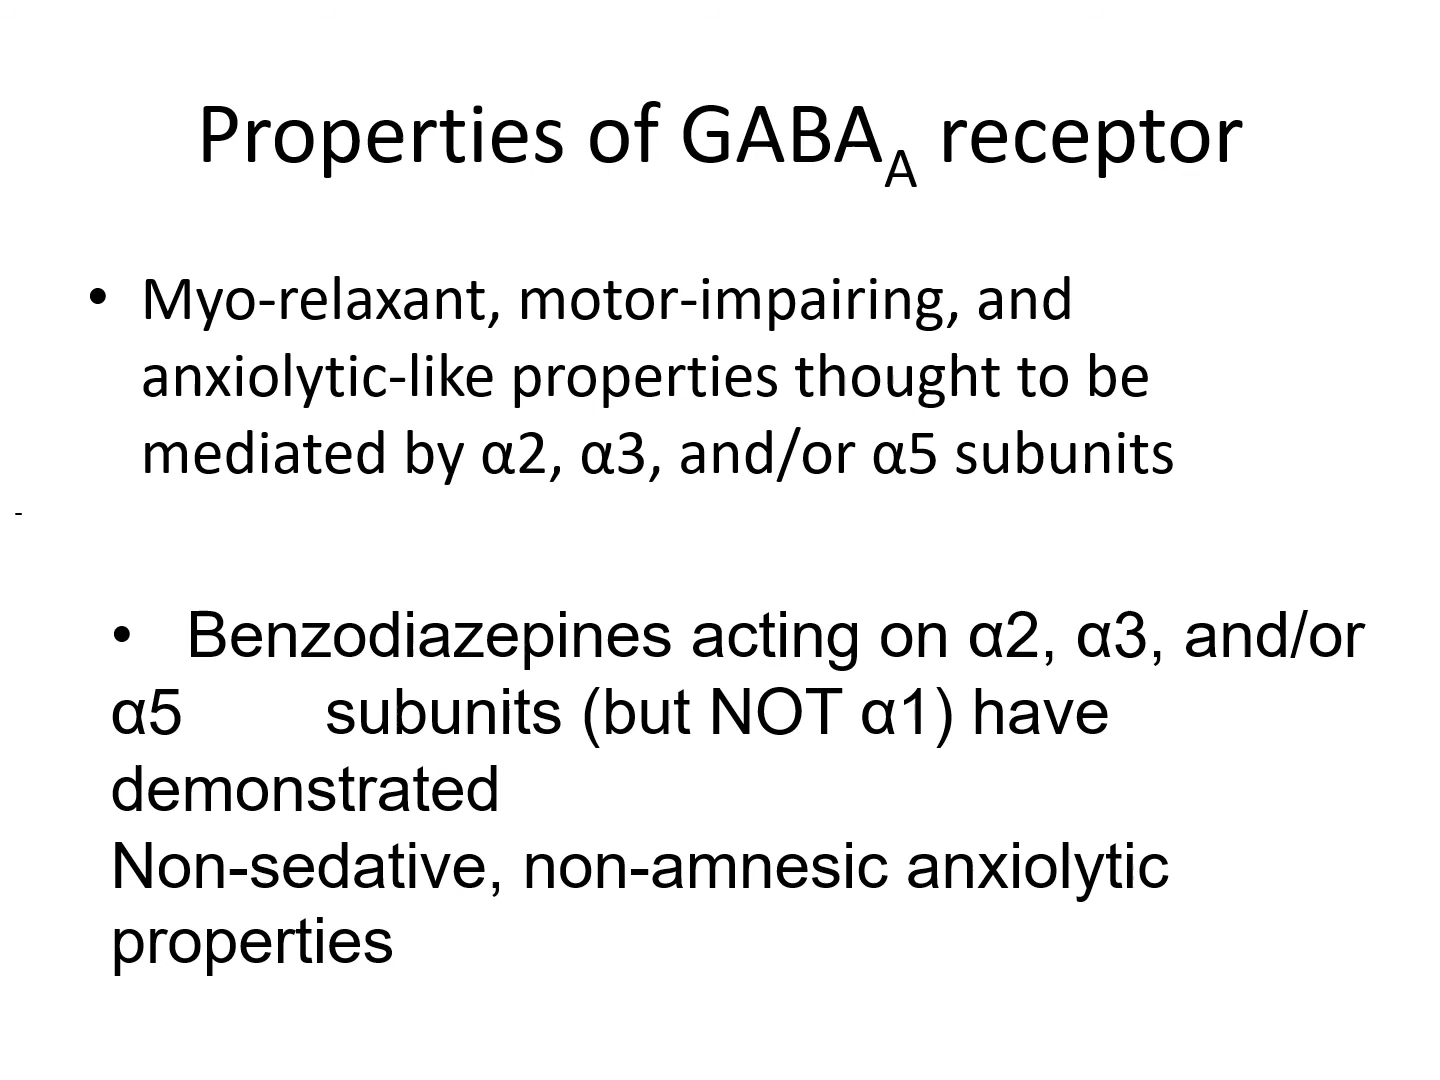 Properties of GABAA receptor
• Myo-relaxant, motor-impairing, and
anxiolytic-like properties thought to be
mediated by α2, α3, and/or α5 subunits
-
• Benzodiazepines acting on α2, α3, and/or
α5 subunits (but NOT α1) have
demonstrated
Non-sedative, non-amnesic anxiolytic
properties